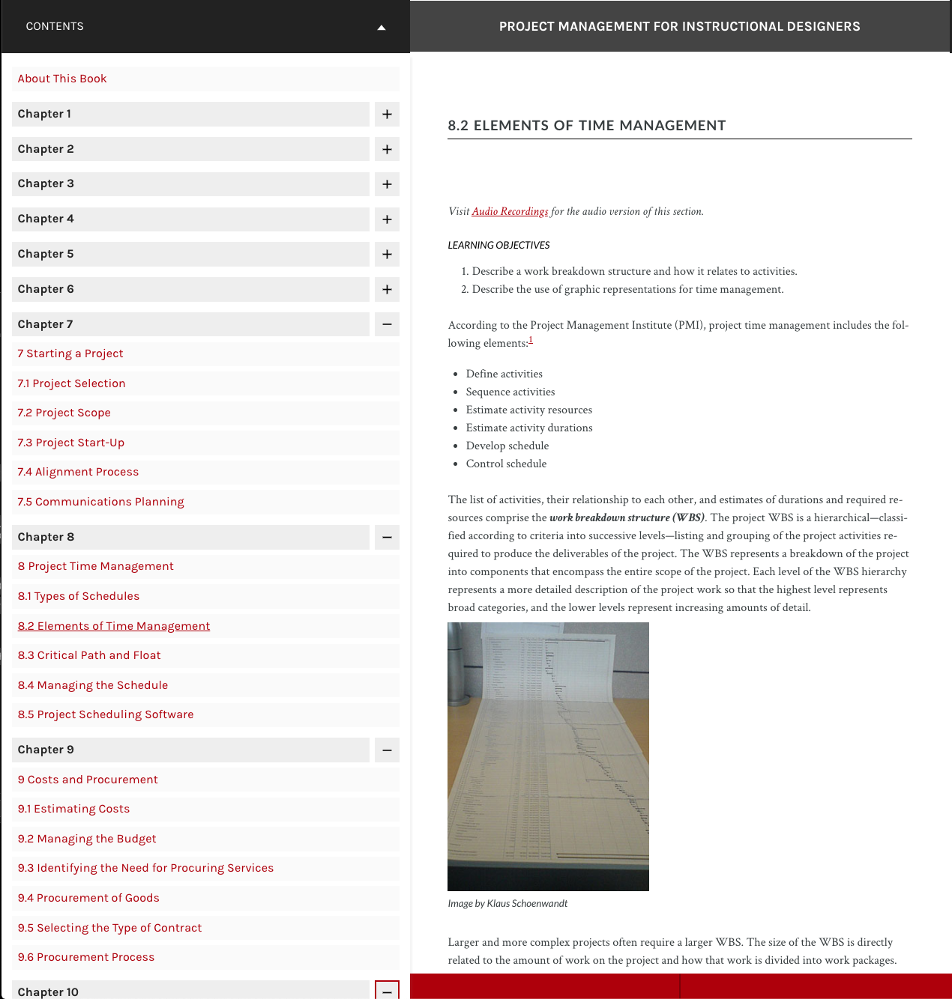 CONTENTS
About This Book
Chapter 1
Chapter 2
Chapter 3
Chapter 4
Chapter 5
Chapter 6
Chapter 7
7 Starting a Project
7.1 Project Selection
7.2 Project Scope
7.3 Project Start-Up
7.4 Alignment Process
7.5 Communications Planning
Chapter 8
8 Project Time Management
8.1 Types of Schedules
8.2 Elements of Time Management
8.3 Critical Path and Float
8.4 Managing the Schedule
8.5 Project Scheduling Software
Chapter 9
9 Costs and Procurement
9.1 Estimating Costs
9.2 Managing the Budget
9.3 Identifying the Need for Procuring Services
9.4 Procurement of Goods
9.5 Selecting the Type of Contract
9.6 Procurement Process
Chapter 10
PROJECT MANAGEMENT FOR INSTRUCTIONAL DESIGNERS
8.2 ELEMENTS OF TIME MANAGEMENT
Visit Audio Recordings for the audio version of this section.
LEARNING OBJECTIVES
1. Describe a work breakdown structure and how it relates to activities.
2. Describe the use of graphic representations for time management.
According to the Project Management Institute (PMI), project time management includes the fol-
lowing elements:1
• Define activities
• Sequence activities
• Estimate activity resources
• Estimate activity durations
• Develop schedule
• Control schedule
The list of activities, their relationship to each other, and estimates of durations and required re-
sources comprise the work breakdown structure (WBS). The project WBS is a hierarchical—classi-
fied according to criteria into successive levels—listing and grouping of the project activities re-
quired to produce the deliverables of the project. The WBS represents a breakdown of the project
into components that encompass the entire scope of the project. Each level of the WBS hierarchy
represents a more detailed description of the project work so that the highest level represents
broad categories, and the lower levels represent increasing amounts of detail.
Image by Klaus Schoenwandt
Larger and more complex projects often require a larger WBS. The size of the WBS is directly
related to the amount of work on the project and how that work is divided into work packages.